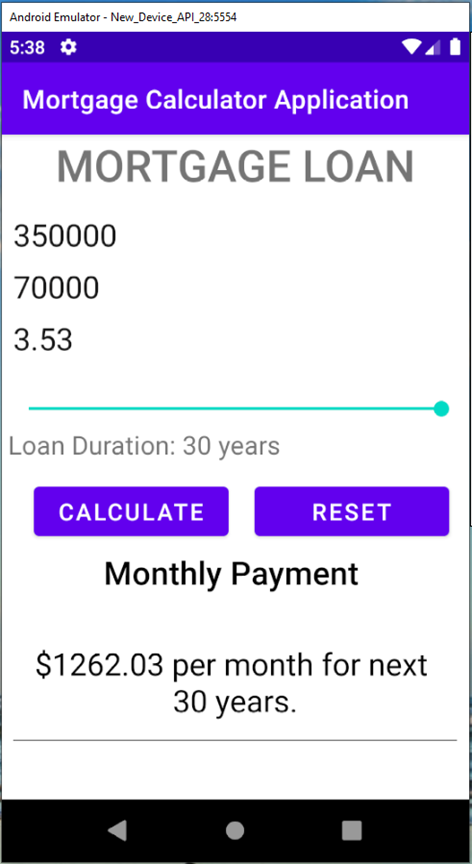 Android Emulator - New_Device_API_28:5554
5:38
Mortgage Calculator Application
MORTGAGE LOAN
350000
70000
3.53
Loan Duration: 30 years
CALCULATE RESET
Monthly Payment
$1262.03 per month for next
30 years.